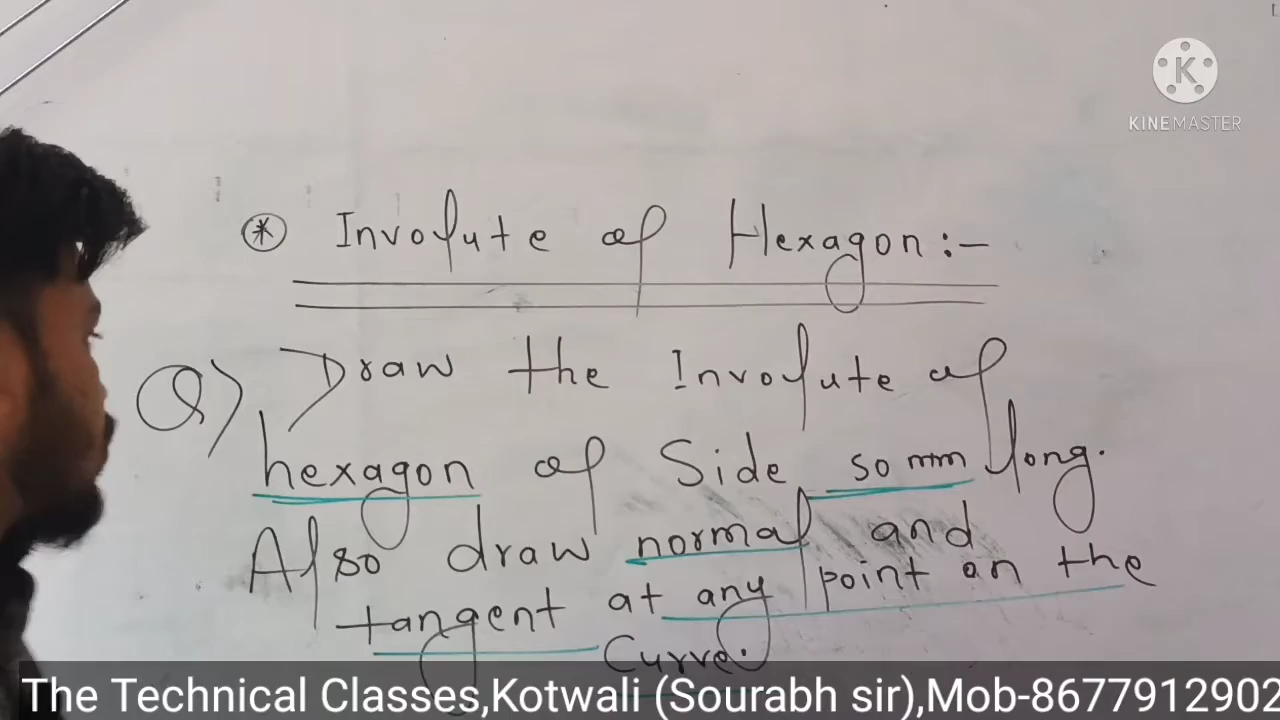 KINEMASTER
* Involute of Hexagon:-
Q) Draw the Involute of
hexagon of Side 50 mm long.
Also draw normal and
tangent at any point on the
Curve.
The Technical Classes,Kotwali (Sourabh sir),Mob-8677912902